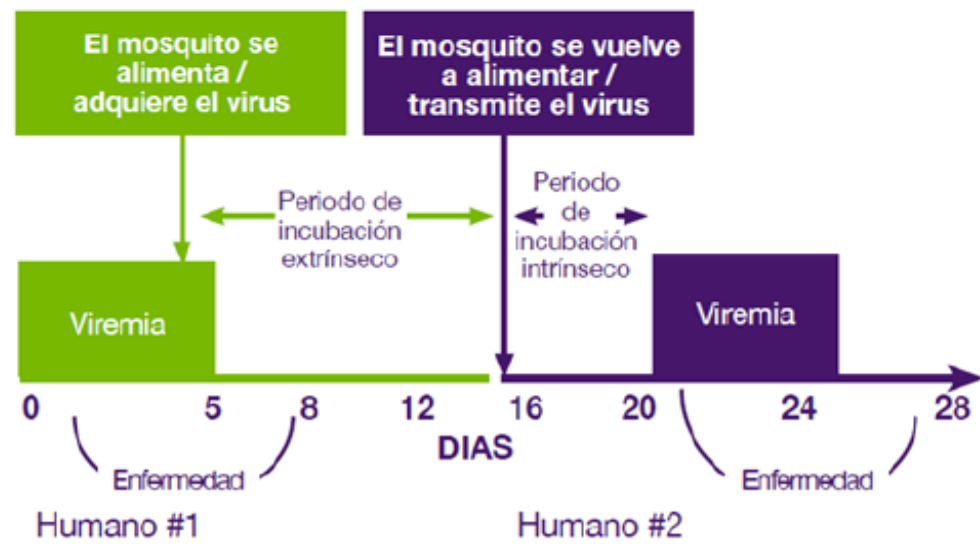 El mosquito se
alimenta /
adquiere el virus
El mosquito se vuelve
a alimentar /
transmite el virus
Periodo de
incubación
extrínseco
Periodo
de
incubación
intrínseco
Viremia
Viremia
0 5 8 12 16 20 24 28
DIAS
Enfermedad
Enfermedad
Humano #1
Humano #2